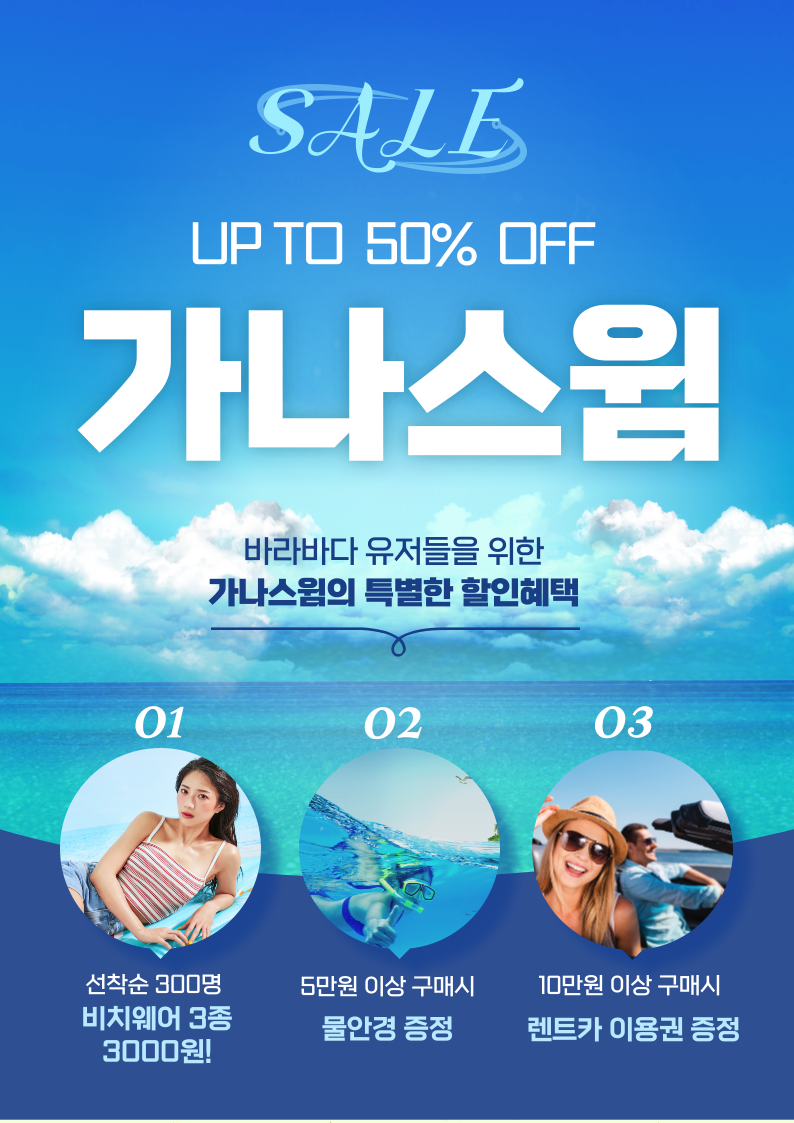 SALE
UP TO 50% OFF
가나스윔
바라바다 유저들을 위한
가나스윔의 특별한 할인혜택
01
02
03
선착순 300명
비치웨어 3종
3000원!
5만원 이상 구매시
물안경 증정
10만원 이상 구매시
렌트카 이용권 증정